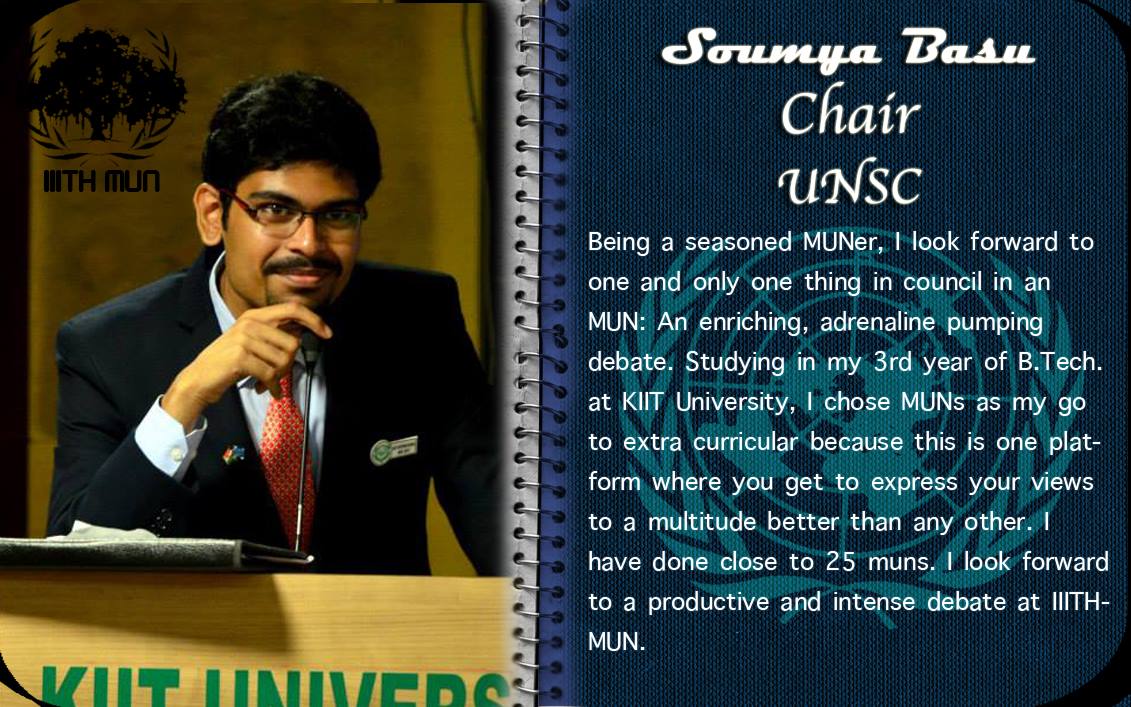 IIITH MUN
KIIT UNIVERS
Soumya Basu
Chair
UNSC
Being a seasoned MUNer, I look forward to
one and only one thing in council in an
MUN: An enriching, adrenaline pumping
debate. Studying in my 3rd year of B.Tech.
at KIIT University, I chose MUNs as my go
to extra curricular because this is one plat-
form where you get to express your views
to a multitude better than any other. I
have done close to 25 muns. I look forward
to a productive and intense debate at IIITH-
MUN.